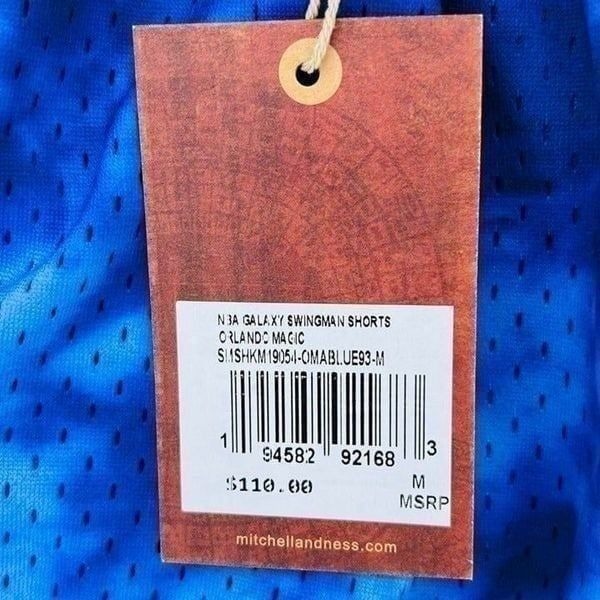 NBA GALAXY SWINGMAN SHORTS
ORLANDO MAGIC
SMSHKM19054-OMABLUE93-M
1 94582 92168 3
$110.00 M
MSRP
mitchellandness.com